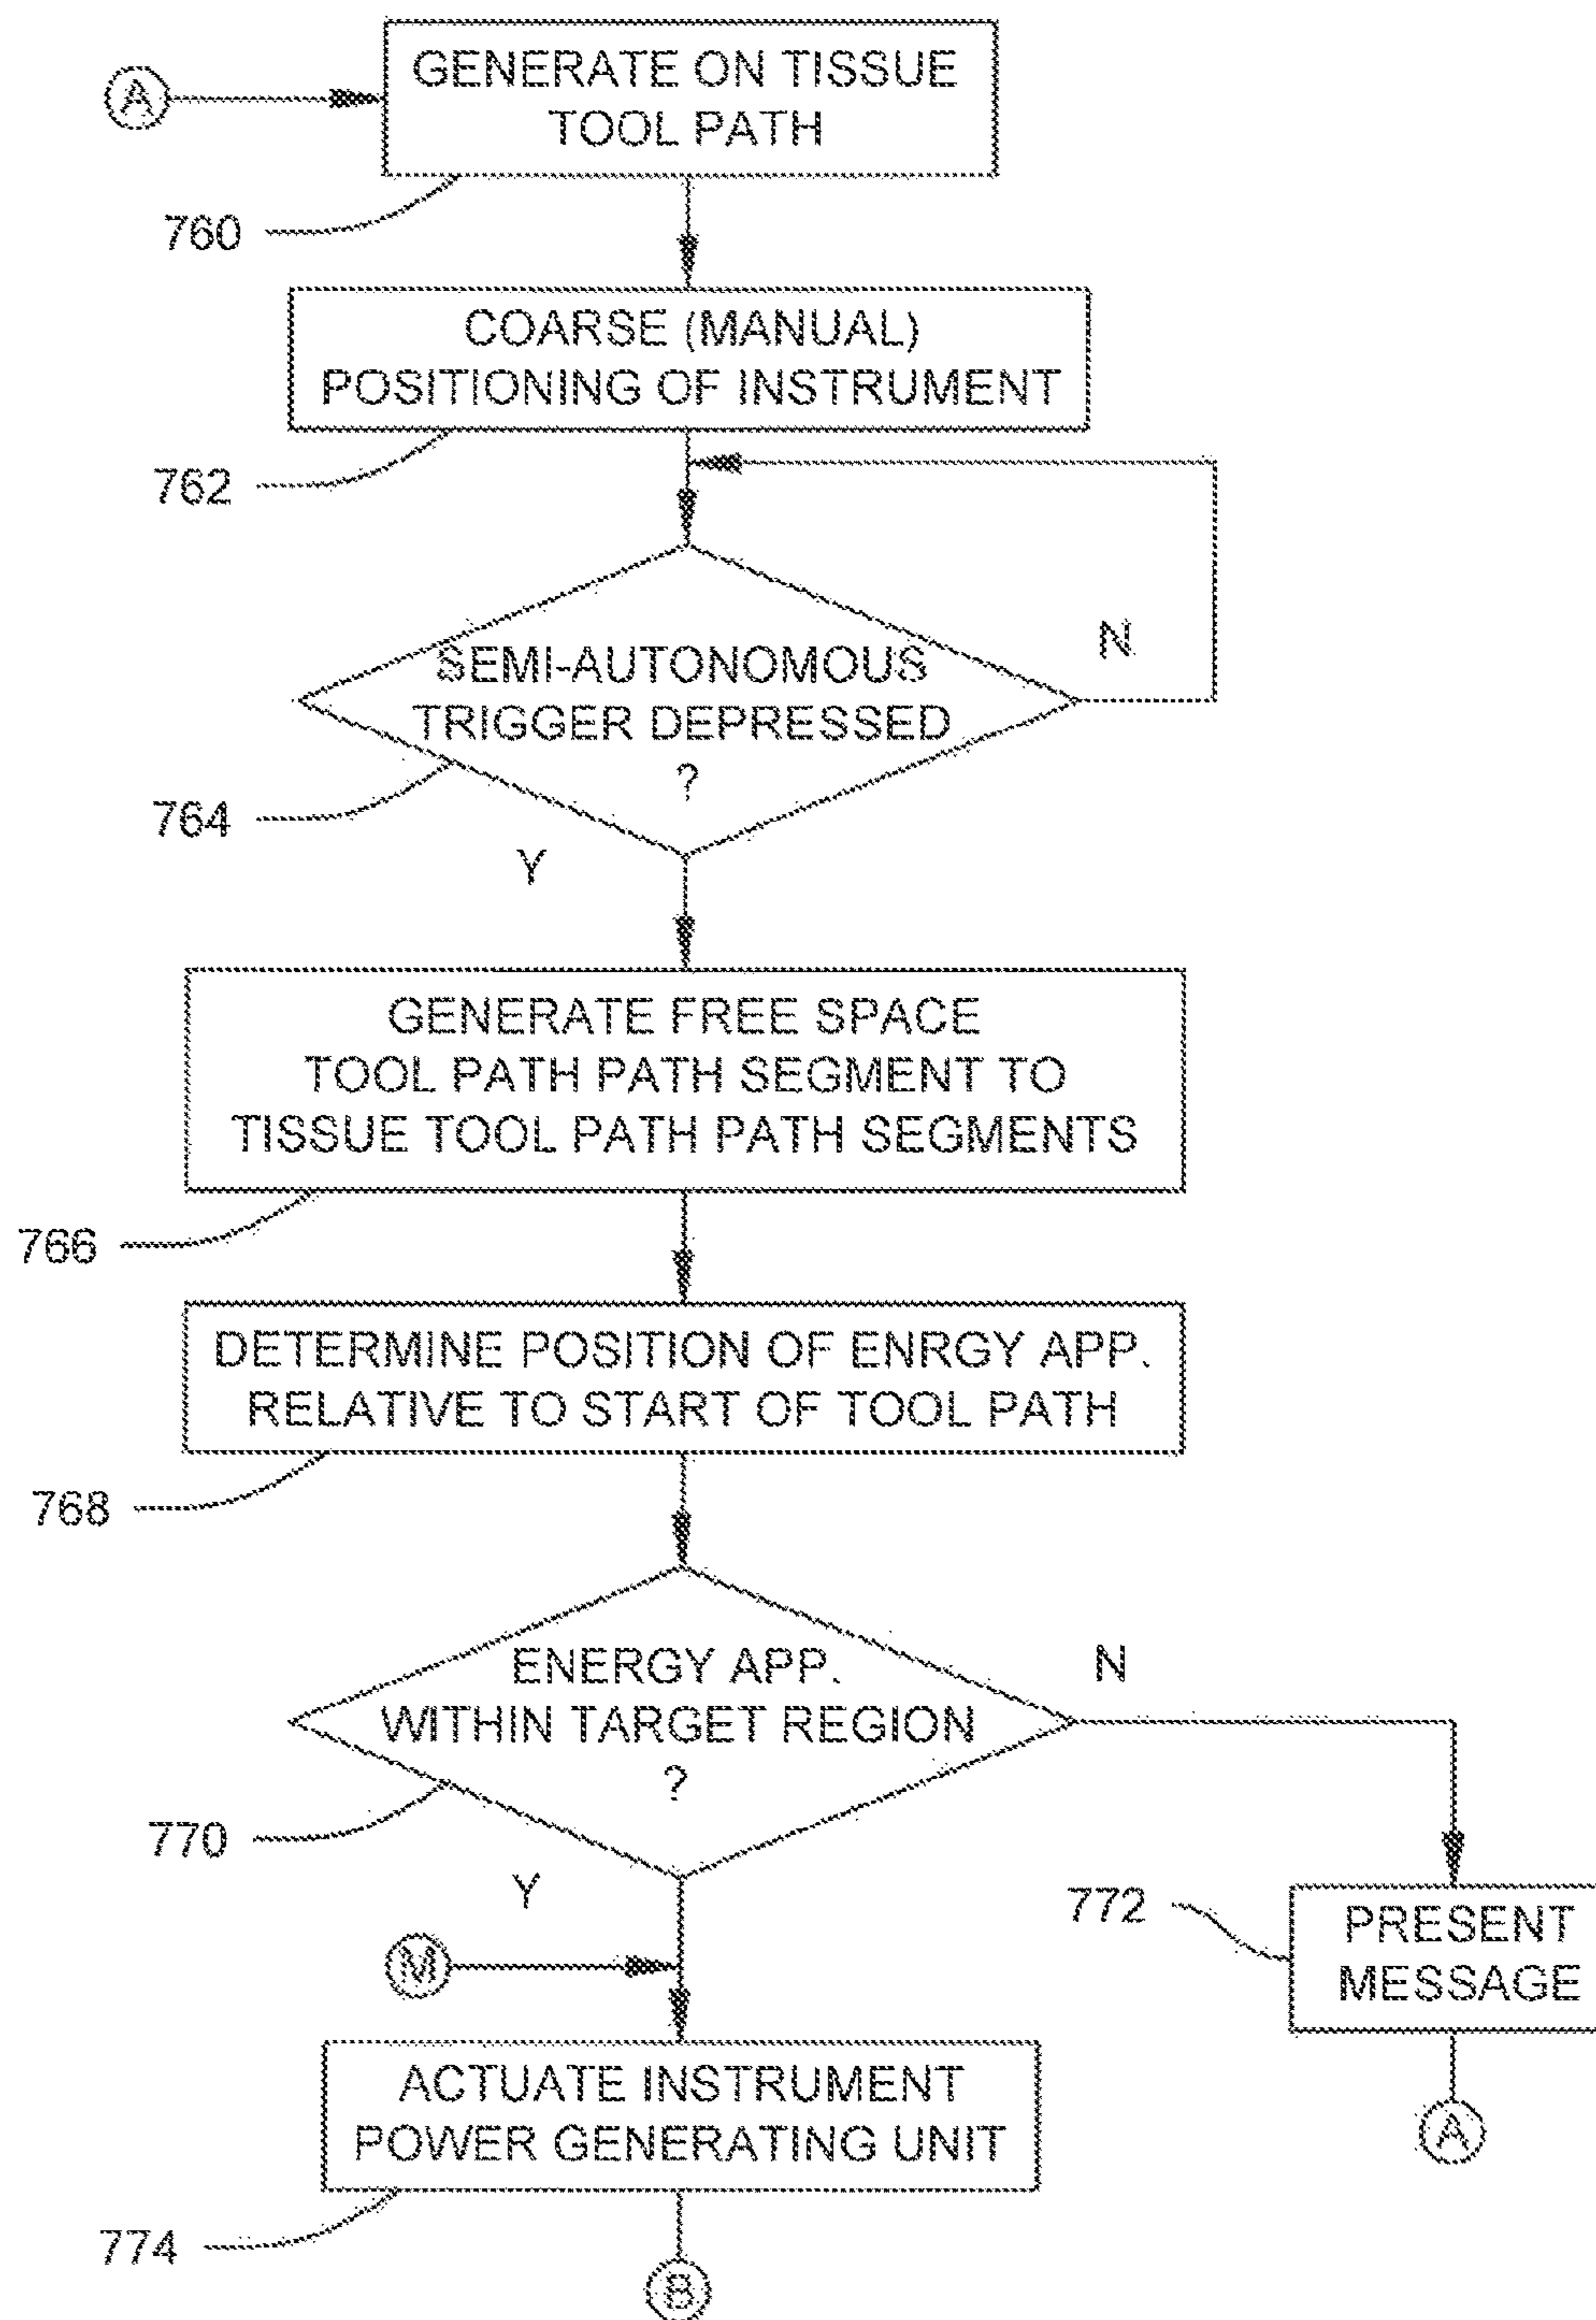 A
GENERATE ON TISSUE
TOOL PATH
760
COARSE (MANUAL)
POSITIONING OF INSTRUMENT
762
SEMI-AUTONOMOUS
TRIGGER DEPRESSED
?
N
764
Y
GENERATE FREE SPACE
TOOL PATH PATH SEGMENT TO
TISSUE TOOL PATH PATH SEGMENTS
766
DETERMINE POSITION OF ENRGY APP.
RELATIVE TO START OF TOOL PATH
768
ENERGY APP.
WITHIN TARGET REGION
?
N
770
Y
772
PRESENT
MESSAGE
M
ACTUATE INSTRUMENT
POWER GENERATING UNIT
A
774
B